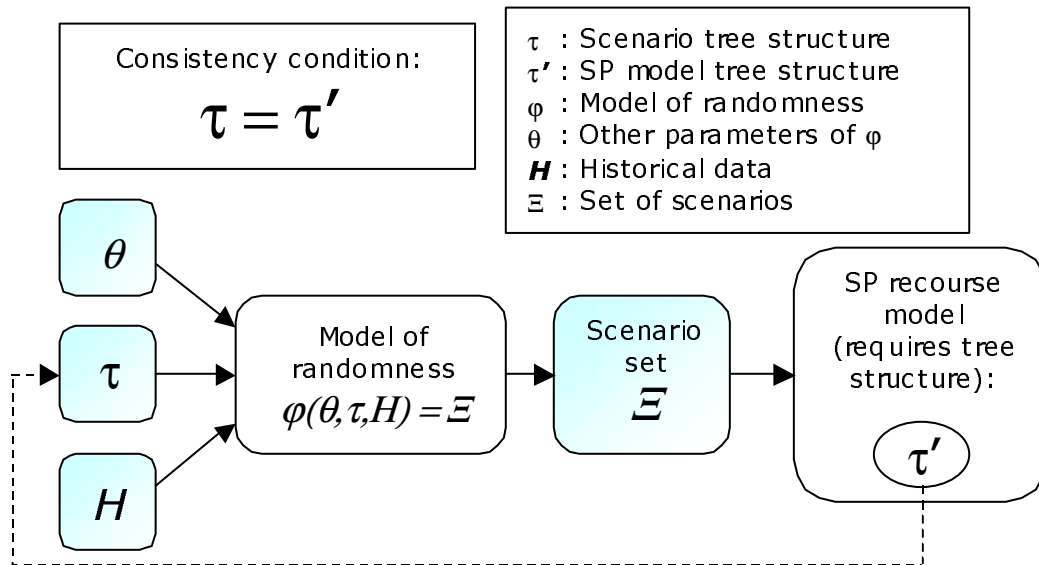 Consistency condition:
τ = τ′
τ : Scenario tree structure
τ′ : SP model tree structure
φ : Model of randomness
θ : Other parameters of φ
H : Historical data
Ξ : Set of scenarios
θ
τ
H
Model of
randomness
φ(θ,τ,H) = Ξ
Scenario
set
Ξ
SP recourse
model
(requires tree
structure):
τ′